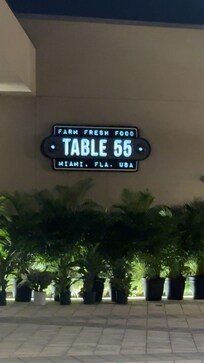 FARM FRESH FOOD
• TABLE 55 •
MIAMI, FLA. USA